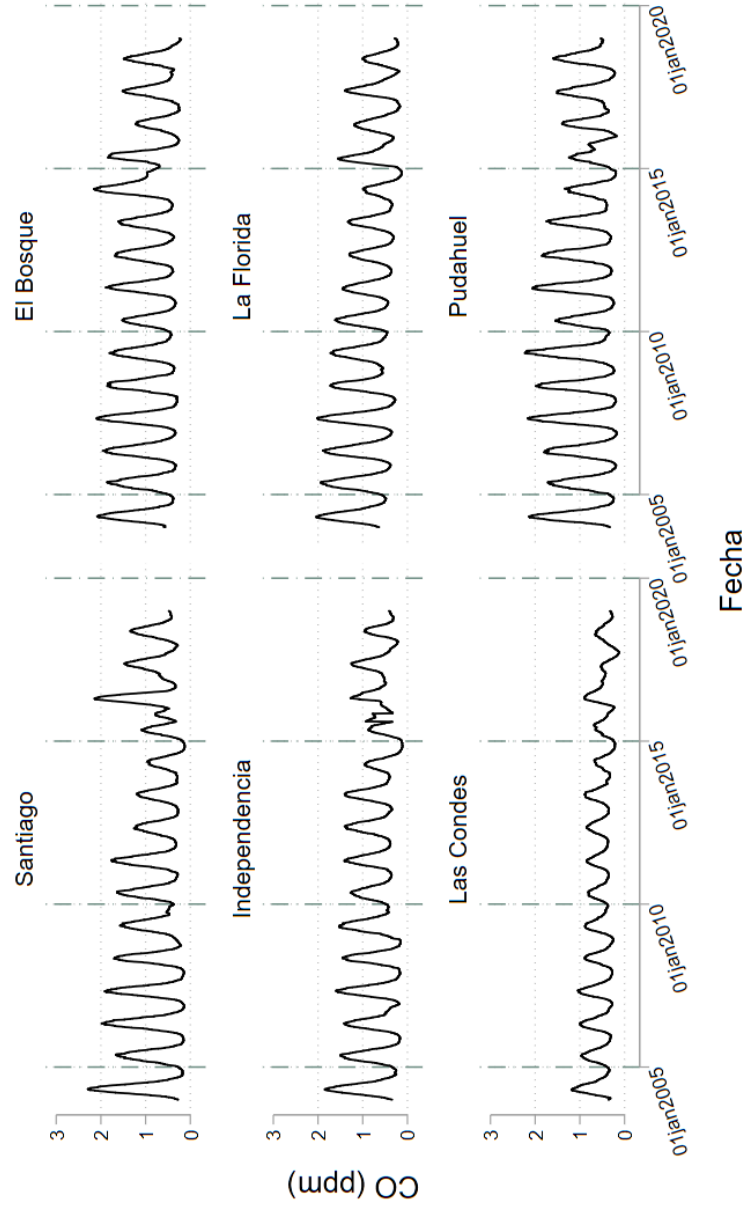 Santiago
El Bosque
Independencia
La Florida
Las Condes
Pudahuel
3
2
1
0
3
2
1
0
3
2
1
0
01jan2005
01jan2010
01jan2015
01jan2020
01jan2005
01jan2010
01jan2015
01jan2020
CO (ppm)
Fecha